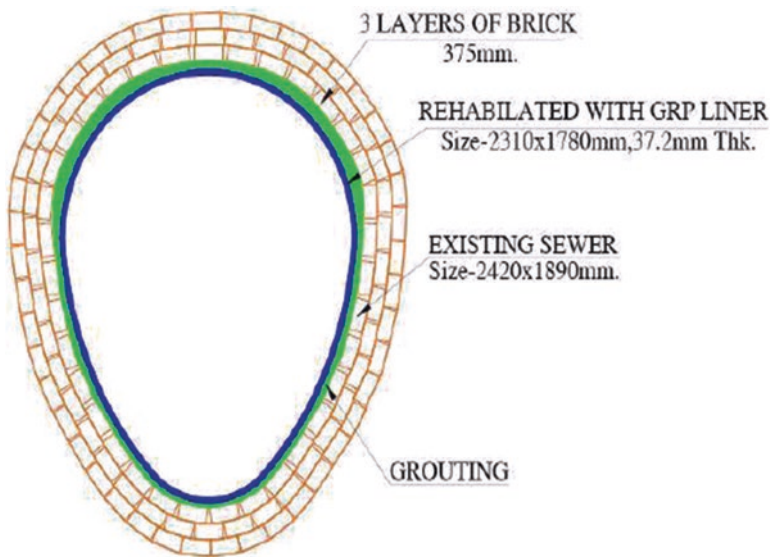 3 LAYERS OF BRICK
375mm.
REHABILATED WITH GRP LINER
Size-2310x1780mm,37.2mm Thk.
EXISTING SEWER
Size-2420x1890mm.
GROUTING